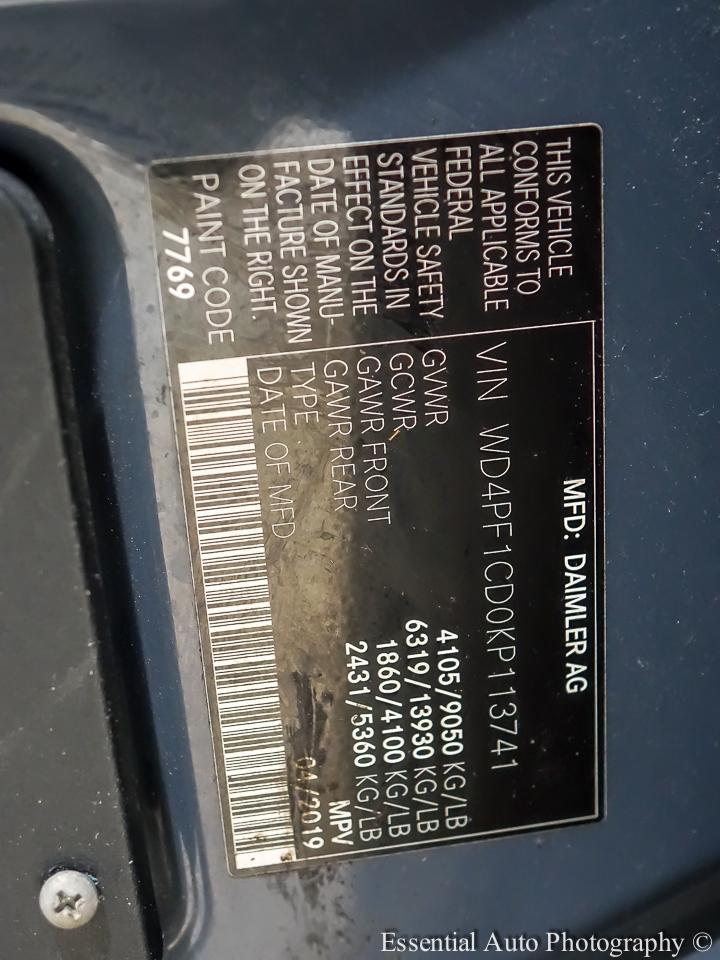 MFD: DAIMLER AG
VIN WD4PF1CD0KP113741
GVWR 4105/9050 KG/LB
GCWR 6319/13930 KG/LB
GAWR FRONT 1860/4100 KG/LB
GAWR REAR 2431/5360 KG/LB
TYPE MPV
DATE OF MFD 04/2019
THIS VEHICLE
CONFORMS TO
ALL APPLICABLE
FEDERAL
VEHICLE SAFETY
STANDARDS IN
EFFECT ON THE
DATE OF MANU-
FACTURE SHOWN
ON THE RIGHT.
PAINT CODE
7769
Essential Auto Photography ©